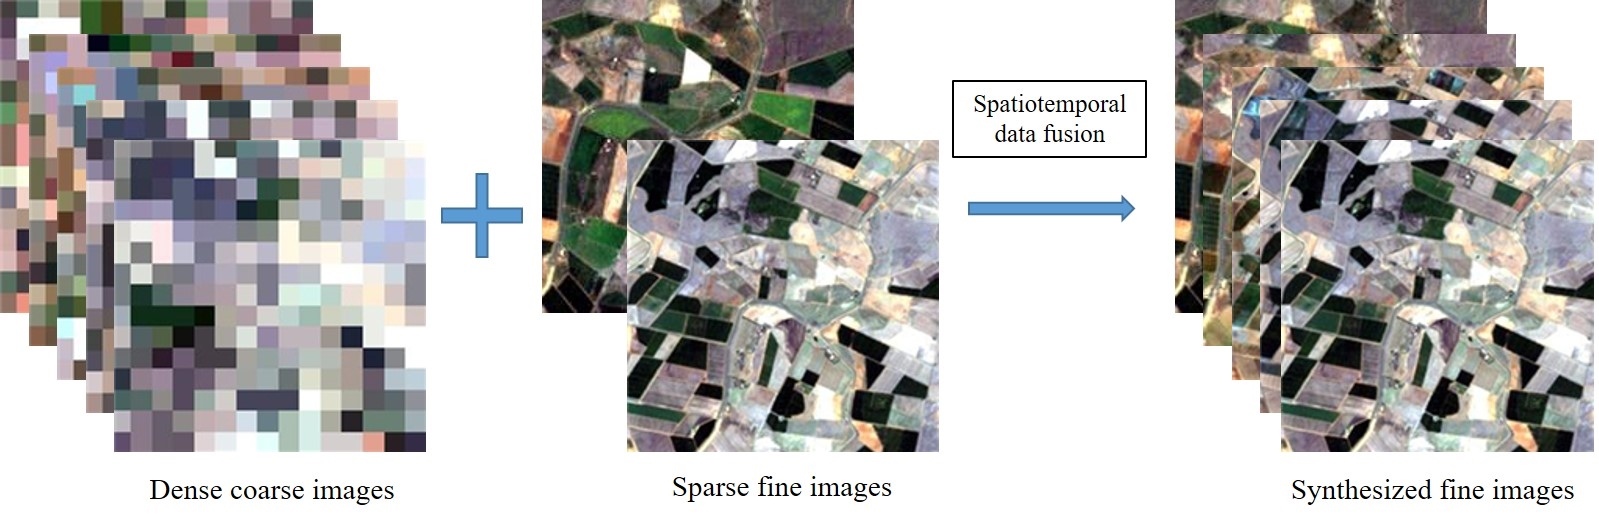 Spatiotemporal
data fusion
Dense coarse images
Sparse fine images
Synthesized fine images